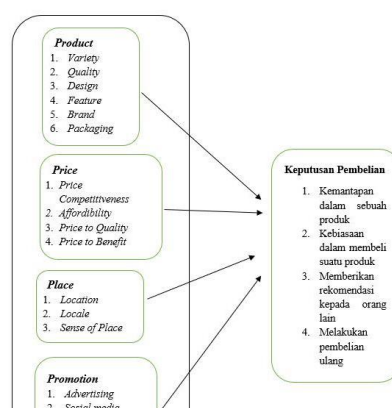 Product
1. Variety
2. Quality
3. Design
4. Feature
5. Brand
6. Packaging
Price
1. Price
Competitiveness
2. Affordibility
3. Price to Quality
4. Price to Benefit
Place
1. Location
2. Locale
3. Sense of Place
Promotion
1. Advertising
2. Social media
Keputusan Pembelian
1. Kemantapan
dalam sebuah
produk
2. Kebiasaan
dalam membeli
suatu produk
3. Memberikan
rekomendasi
kepada orang
lain
4. Melakukan
pembelian
ulang